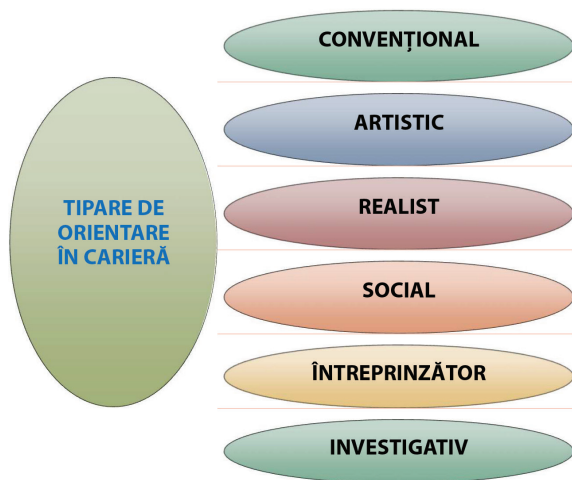 TIPARE DE
ORIENTARE
ÎN CARIERĂ
CONVENȚIONAL
ARTISTIC
REALIST
SOCIAL
ÎNTREPRINZĂTOR
INVESTIGATIV